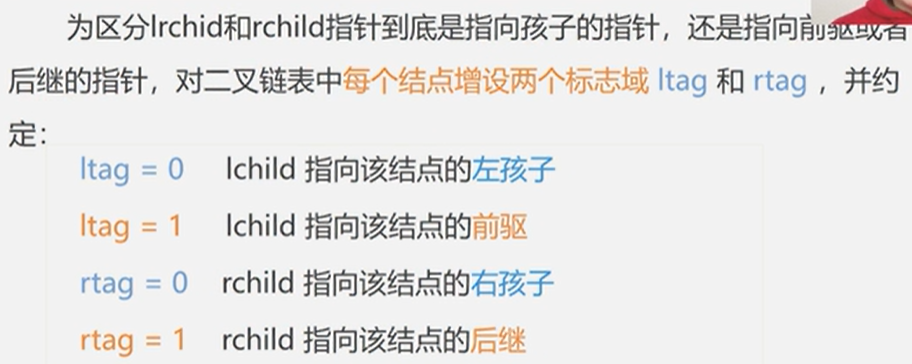 为区分lrchid和rchild指针到底是指向孩子的指针，还是指向前驱或者
后继的指针，对二叉链表中每个结点增设两个标志域 ltag 和 rtag ，并约
定：
ltag = 0 lchild 指向该结点的左孩子
ltag = 1 lchild 指向该结点的前驱
rtag = 0 rchild 指向该结点的右孩子
rtag = 1 rchild 指向该结点的后继